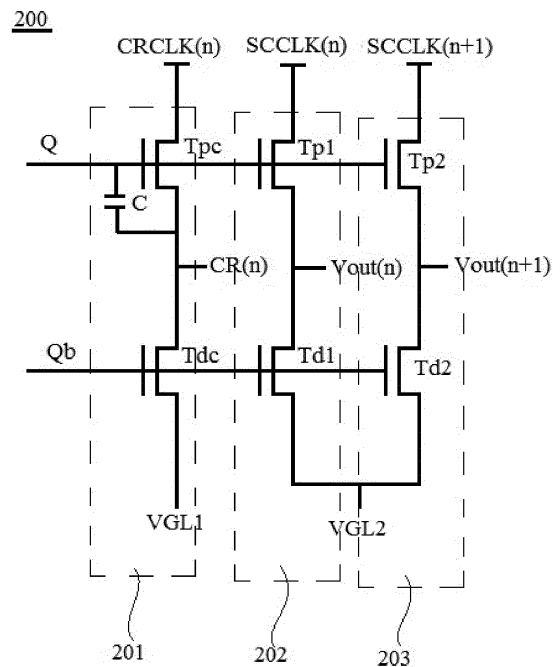 200
CRCLK(n) SCCLK(n) SCCLK(n+1)
Q Tpc Tp1 Tp2
C
CR(n) Vout(n) Vout(n+1)
Qb Tdc Td1 Td2
VGL1 VGL2
201 202 203